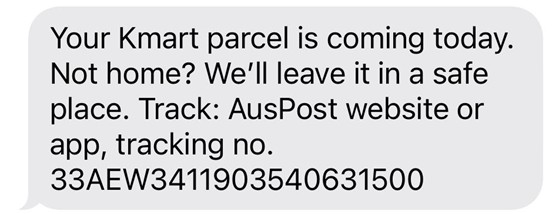 Your Kmart parcel is coming today.
Not home? We’ll leave it in a safe
place. Track: AusPost website or
app, tracking no.
33AEW3411903540631500